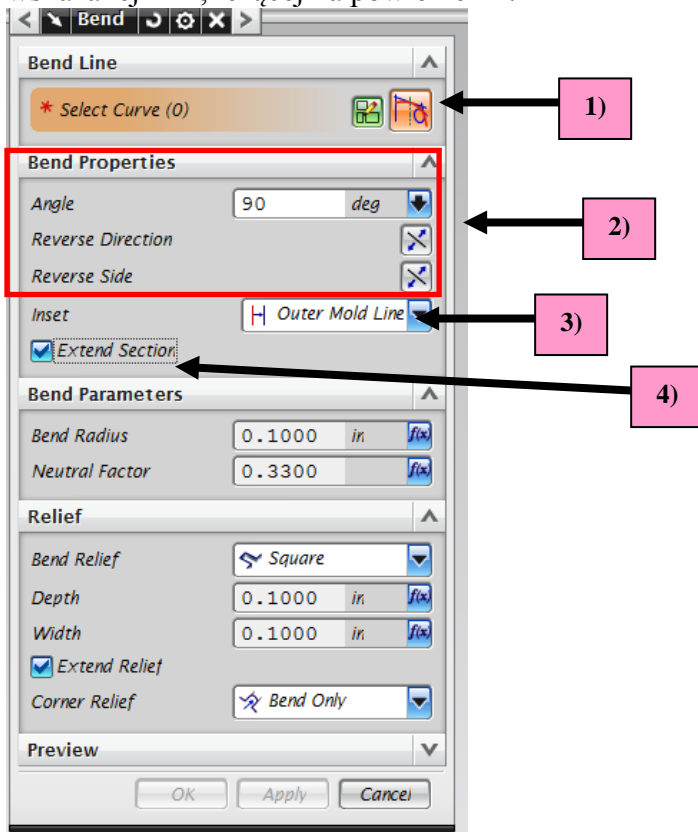 Bend
Bend Line
* Select Curve (0)
1)
Bend Properties
Angle 90 deg
2)
Reverse Direction
Reverse Side
Inset Outer Mold Line
3)
Extend Section
4)
Bend Parameters
Bend Radius 0.1000 in f(x)
Neutral Factor 0.3300 f(x)
Relief
Bend Relief Square
Depth 0.1000 in f(x)
Width 0.1000 in f(x)
Extend Relief
Corner Relief Bend Only
Preview
OK Apply Cancel